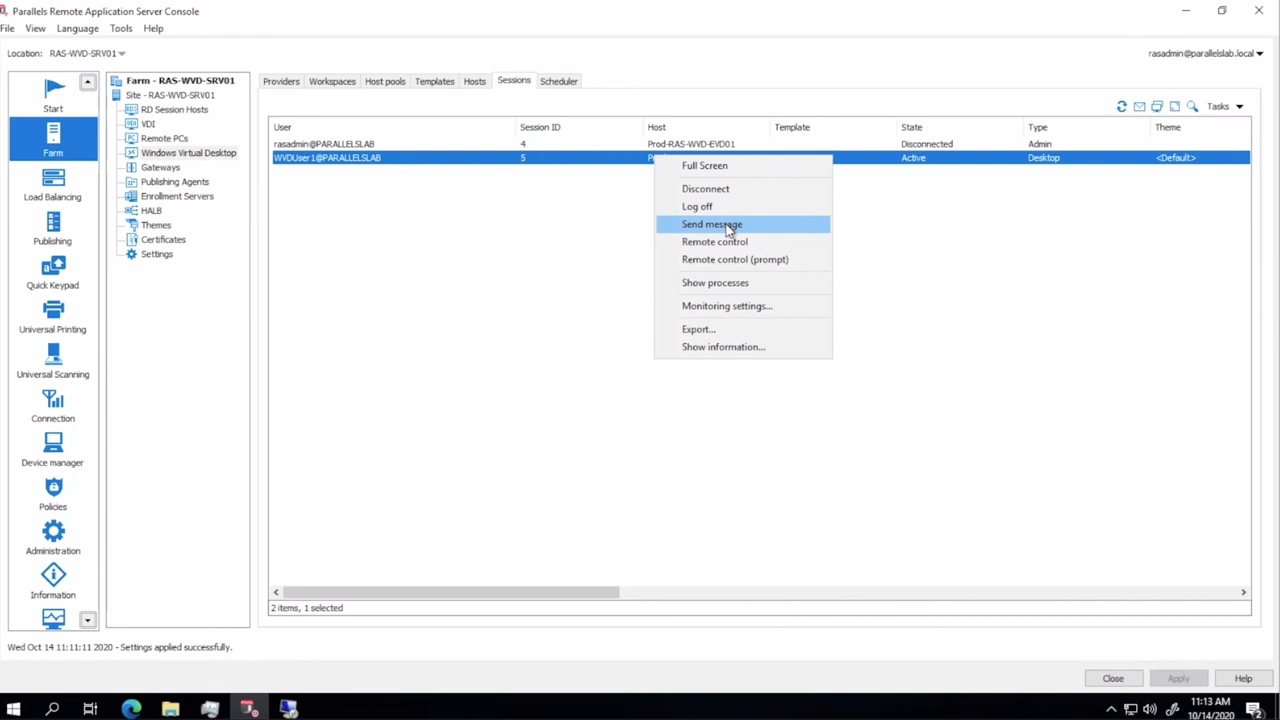 Parallels Remote Application Server Console
File View Language Tools Help
Location: RAS-WVD-SRV01
rasadmin@parallelslab.local
Start
Farm
Load Balancing
Publishing
Quick Keypad
Universal Printing
Universal Scanning
Connection
Device manager
Policies
Administration
Information
Farm - RAS-WVD-SRV01
Site - RAS-WVD-SRV01
RD Session Hosts
VDI
Remote PCs
Windows Virtual Desktop
Gateways
Publishing Agents
Enrollment Servers
HALB
Themes
Certificates
Settings
Providers Workspaces Host pools Templates Hosts Sessions Scheduler
Tasks
User Session ID Host Template State Type Theme
rasadmin@PARALLELSLAB 4 Prod-RAS-WVD-EVD01 Disconnected Admin
WVDUser1@PARALLELSLAB 5 Active Desktop <Default>
Full Screen
Disconnect
Log off
Send message
Remote control
Remote control (prompt)
Show processes
Monitoring settings...
Export...
Show information...
2 items, 1 selected
Wed Oct 14 11:11:11 2020 - Settings applied successfully.
Close Apply Help
11:13 AM
10/14/2020
2